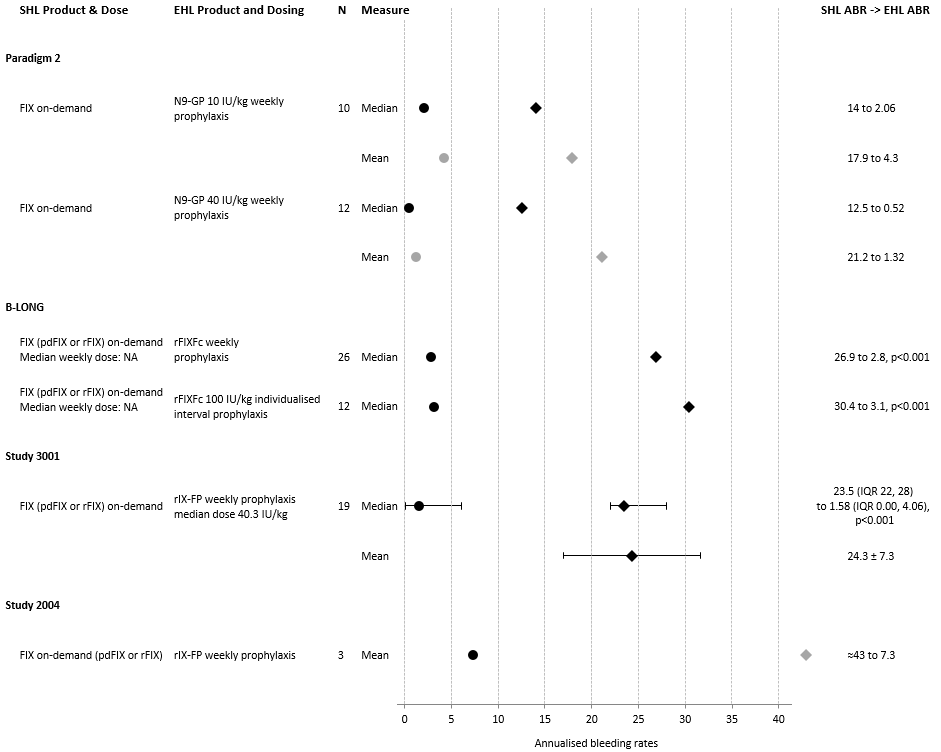 SHL Product & Dose EHL Product and Dosing N Measure SHL ABR -> EHL ABR
Paradigm 2
FIX on-demand
N9-GP 10 IU/kg weekly
prophylaxis
10 Median
14 to 2.06
Mean
17.9 to 4.3
FIX on-demand
N9-GP 40 IU/kg weekly
prophylaxis
12 Median
12.5 to 0.52
Mean
21.2 to 1.32
B-LONG
FIX (pdFIX or rFIX) on-demand
Median weekly dose: NA
rFIXFc weekly
prophylaxis
26 Median
26.9 to 2.8, p<0.001
FIX (pdFIX or rFIX) on-demand
Median weekly dose: NA
rFIXFc 100 IU/kg individualised
interval prophylaxis
12 Median
30.4 to 3.1, p<0.001
Study 3001
FIX (pdFIX or rFIX) on-demand
rIX-FP weekly prophylaxis
median dose 40.3 IU/kg
19 Median
23.5 (IQR 22, 28)
to 1.58 (IQR 0.00, 4.06),
p<0.001
Mean
24.3 ± 7.3
Study 2004
FIX on-demand (pdFIX or rFIX) rIX-FP weekly prophylaxis 3 Mean ≈43 to 7.3
0 5 10 15 20 25 30 35 40
Annualised bleeding rates